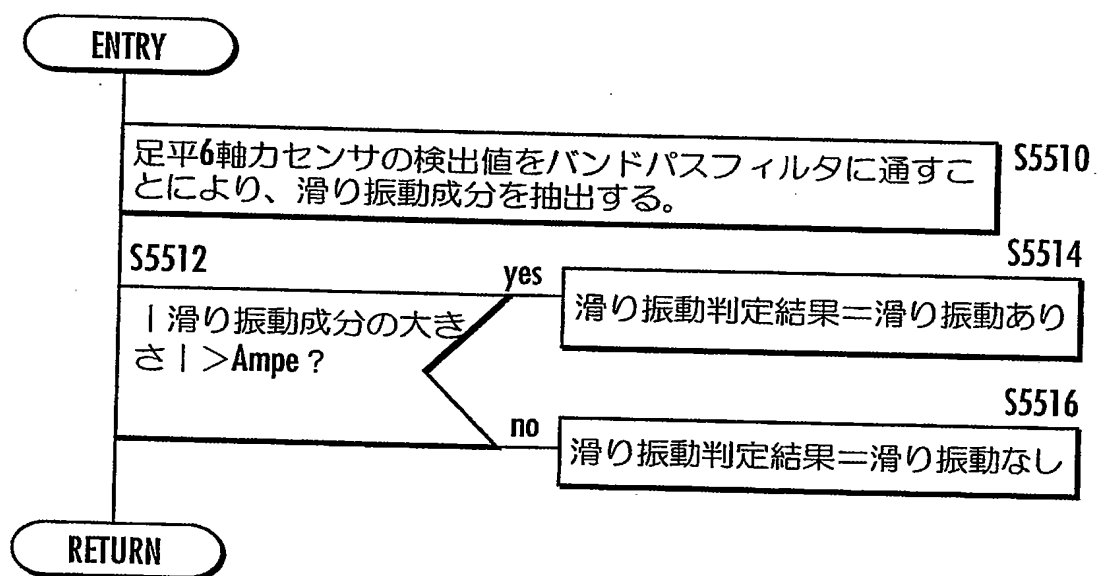 ENTRY
足平6軸力センサの検出値をバンドパスフィルタに通すこ
とにより、滑り振動成分を抽出する。
S5510
S5512
|滑り振動成分の大き
さ|>Ampe?
yes
S5514
滑り振動判定結果=滑り振動あり
no
S5516
滑り振動判定結果=滑り振動なし
RETURN